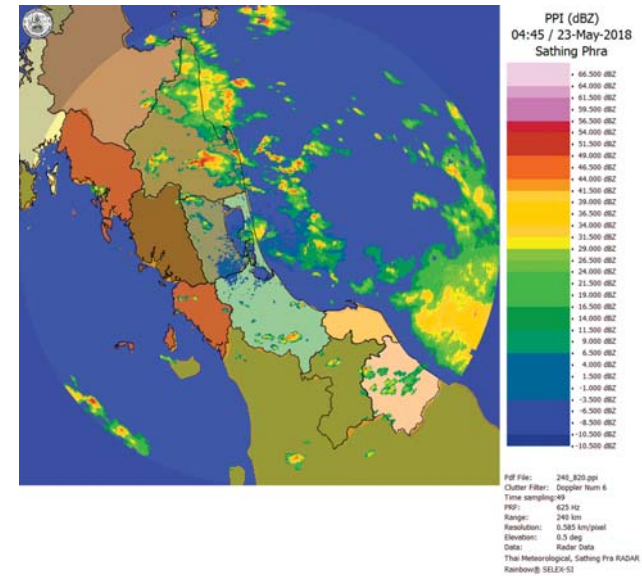 PPI (dBZ)
04:45 / 23-May-2018
Sathing Phra
66.500 dBZ
64.000 dBZ
61.500 dBZ
59.500 dBZ
56.500 dBZ
54.000 dBZ
51.500 dBZ
49.000 dBZ
46.500 dBZ
44.000 dBZ
41.500 dBZ
39.000 dBZ
36.500 dBZ
34.000 dBZ
31.500 dBZ
29.000 dBZ
26.500 dBZ
24.000 dBZ
21.500 dBZ
19.000 dBZ
16.500 dBZ
14.000 dBZ
11.500 dBZ
9.000 dBZ
6.500 dBZ
4.000 dBZ
1.500 dBZ
-1.000 dBZ
-3.500 dBZ
-6.500 dBZ
-8.500 dBZ
-10.500 dBZ
-10.500 dBZ
Pdf File: 240_820.ppi
Clutter Filter: Doppler Num 6
Time sampling:49
PRF: 625 Hz
Range: 240 km
Resolution: 0.585 km/pixel
Elevation: 0.5 deg
Data: Radar Data
Thai Meteorological, Sathing Pra RADAR
Rainbow® SELEX-SI